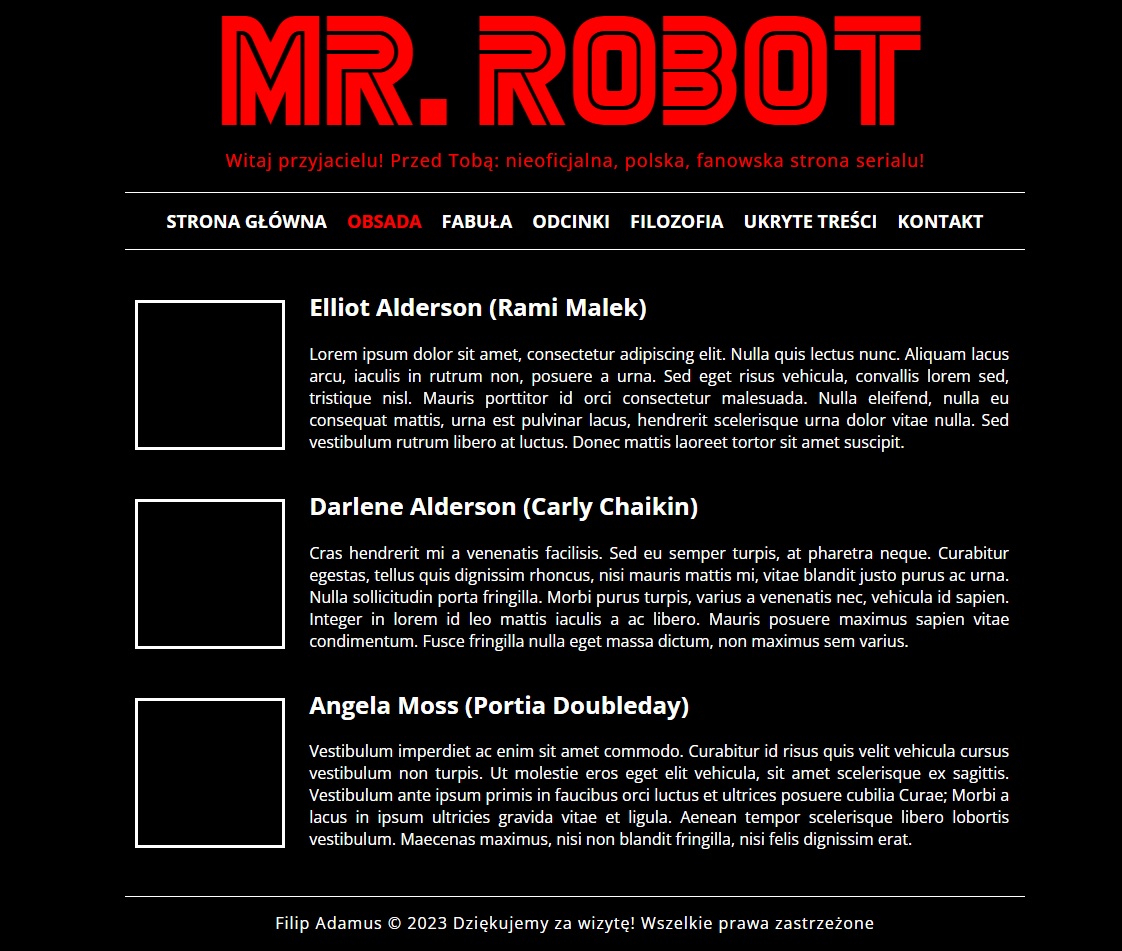 MR. ROBOT
Witaj przyjacielu! Przed Tobą: nieoficjalna, polska, fanowska strona serialu!
STRONA GŁÓWNA OBSADA FABUŁA ODCINKI FILOZOFIA UKRYTE TREŚCI KONTAKT
Elliot Alderson (Rami Malek)
Lorem ipsum dolor sit amet, consectetur adipiscing elit. Nulla quis lectus nunc. Aliquam lacus
arcu, iaculis in rutrum non, posuere a urna. Sed eget risus vehicula, convallis lorem sed,
tristique nisl. Mauris porttitor id orci consectetur malesuada. Nulla eleifend, nulla eu
consequat mattis, urna est pulvinar lacus, hendrerit scelerisque urna dolor vitae nulla. Sed
vestibulum rutrum libero at luctus. Donec mattis laoreet tortor sit amet suscipit.
Darlene Alderson (Carly Chaikin)
Cras hendrerit mi a venenatis facilisis. Sed eu semper turpis, at pharetra neque. Curabitur
egestas, tellus quis dignissim rhoncus, nisi mauris mattis mi, vitae blandit justo purus ac urna.
Nulla sollicitudin porta fringilla. Morbi purus turpis, varius a venenatis nec, vehicula id sapien.
Integer in lorem id leo mattis iaculis a ac libero. Mauris posuere maximus sapien vitae
condimentum. Fusce fringilla nulla eget massa dictum, non maximus sem varius.
Angela Moss (Portia Doubleday)
Vestibulum imperdiet ac enim sit amet commodo. Curabitur id risus quis velit vehicula cursus
vestibulum non turpis. Ut molestie eros eget elit vehicula, sit amet scelerisque ex sagittis.
Vestibulum ante ipsum primis in faucibus orci luctus et ultrices posuere cubilia Curae; Morbi a
lacus in ipsum ultricies gravida vitae et ligula. Aenean tempor scelerisque libero lobortis
vestibulum. Maecenas maximus, nisi non blandit fringilla, nisi felis dignissim erat.
Filip Adamus © 2023 Dziękujemy za wizytę! Wszelkie prawa zastrzeżone